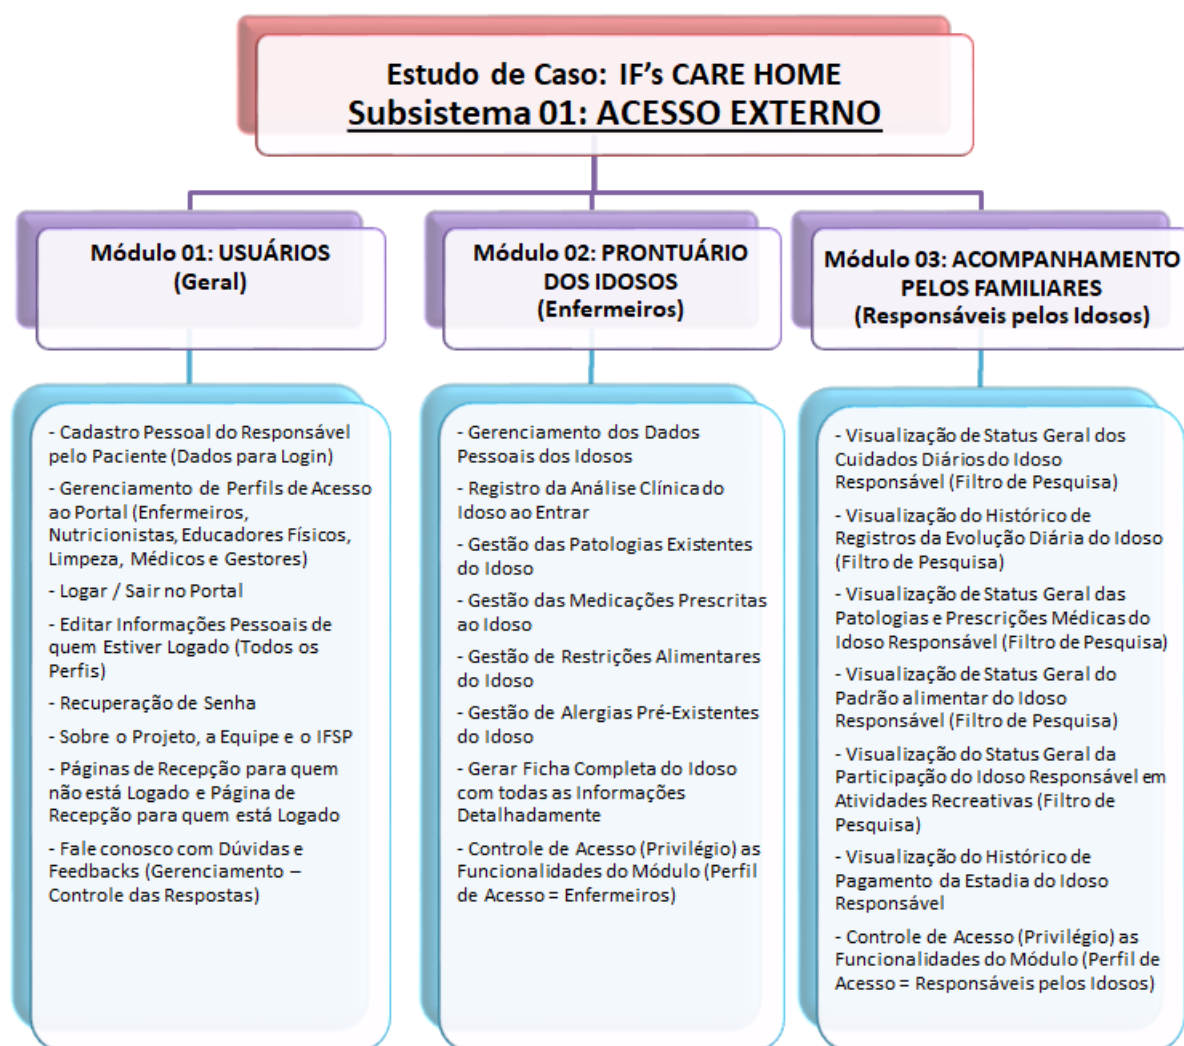 Estudo de Caso: IF's CARE HOME
Subsistema 01: ACESSO EXTERNO
Módulo 01: USUÁRIOS
(Geral)
- Cadastro Pessoal do Responsável
pelo Paciente (Dados para Login)
- Gerenciamento de Perfils de Acesso
ao Portal (Enfermeiros,
Nutricionistas, Educadores Físicos,
Limpeza, Médicos e Gestores)
- Logar / Sair no Portal
- Editar Informações Pessoais de
quem Estiver Logado (Todos os
Perfis)
- Recuperação de Senha
- Sobre o Projeto, a Equipe e o IFSP
- Páginas de Recepção para quem
não está Logado e Página de
Recepção para quem está Logado
- Fale conosco com Dúvidas e
Feedbacks (Gerenciamento –
Controle das Respostas)
Módulo 02: PRONTUÁRIO
DOS IDOSOS
(Enfermeiros)
- Gerenciamento dos Dados
Pessoais dos Idosos
- Registro da Análise Clínica do
Idoso ao Entrar
- Gestão das Patologias Existentes
do Idoso
- Gestão das Medicações Prescritas
ao Idoso
- Gestão de Restrições Alimentares
do Idoso
- Gestão de Alergias Pré-Existentes
do Idoso
- Gerar Ficha Completa do Idoso
com todas as Informações
Detalhadamente
- Controle de Acesso (Privilégio) as
Funcionalidades do Módulo (Perfil
de Acesso = Enfermeiros)
Módulo 03: ACOMPANHAMENTO
PELOS FAMILIARES
(Responsáveis pelos Idosos)
- Visualização de Status Geral dos
Cuidados Diários do Idoso
Responsável (Filtro de Pesquisa)
- Visualização do Histórico de
Registros da Evolução Diária do Idoso
(Filtro de Pesquisa)
- Visualização de Status Geral das
Patologias e Prescrições Médicas do
Idoso Responsável (Filtro de Pesquisa)
- Visualização de Status Geral do
Padrão alimentar do Idoso
Responsável (Filtro de Pesquisa)
- Visualização do Status Geral da
Participação do Idoso Responsável em
Atividades Recreativas (Filtro de
Pesquisa)
- Visualização do Histórico de
Pagamento da Estadia do Idoso
Responsável
- Controle de Acesso (Privilégio) as
Funcionalidades do Módulo (Perfil de
Acesso = Responsáveis pelos Idosos)